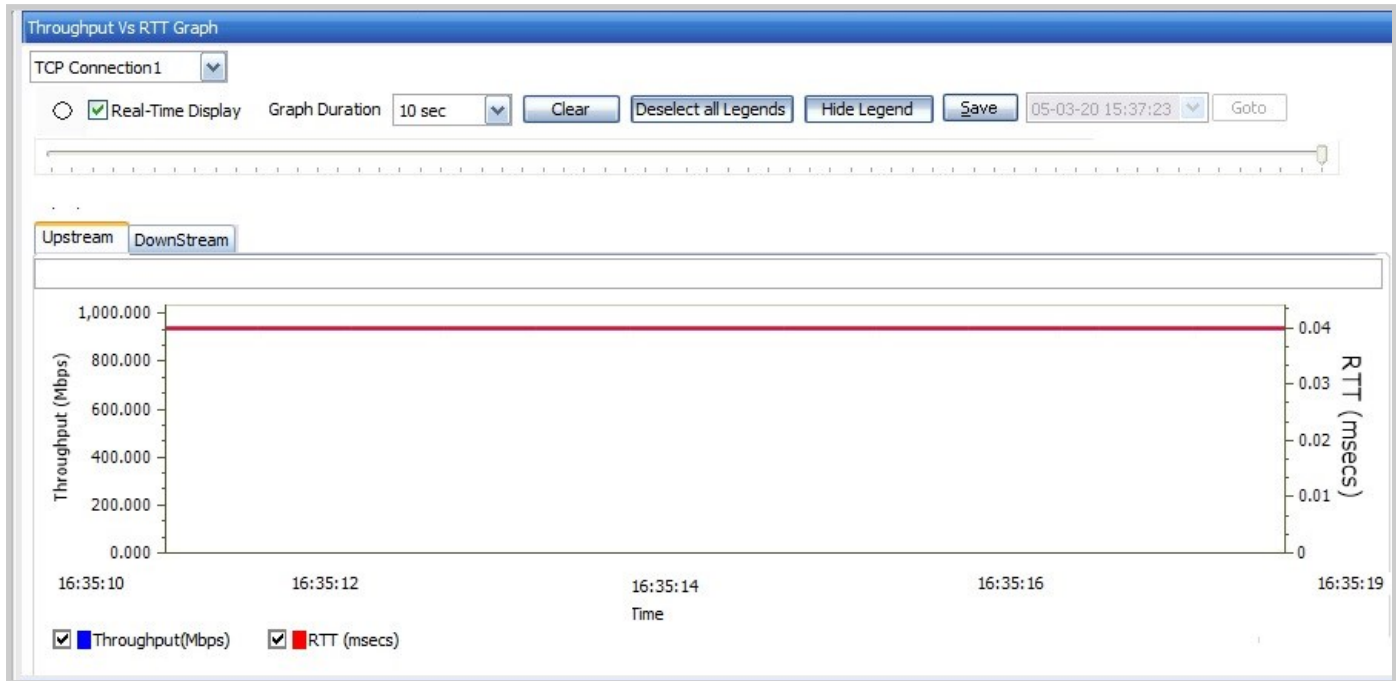 Throughput Vs RTT Graph
TCP Connection1
Real-Time Display Graph Duration 10 sec Clear Deselect all Legends Hide Legend Save 05-03-20 15:37:23 Goto
Upstream DownStream
1,000.000
800.000
600.000
400.000
200.000
0.000
Throughput (Mbps)
0.04
0.03
0.02
0.01
0
RTT (msecs)
16:35:10 16:35:12 16:35:14 16:35:16 16:35:19
Time
Throughput(Mbps) RTT (msecs)